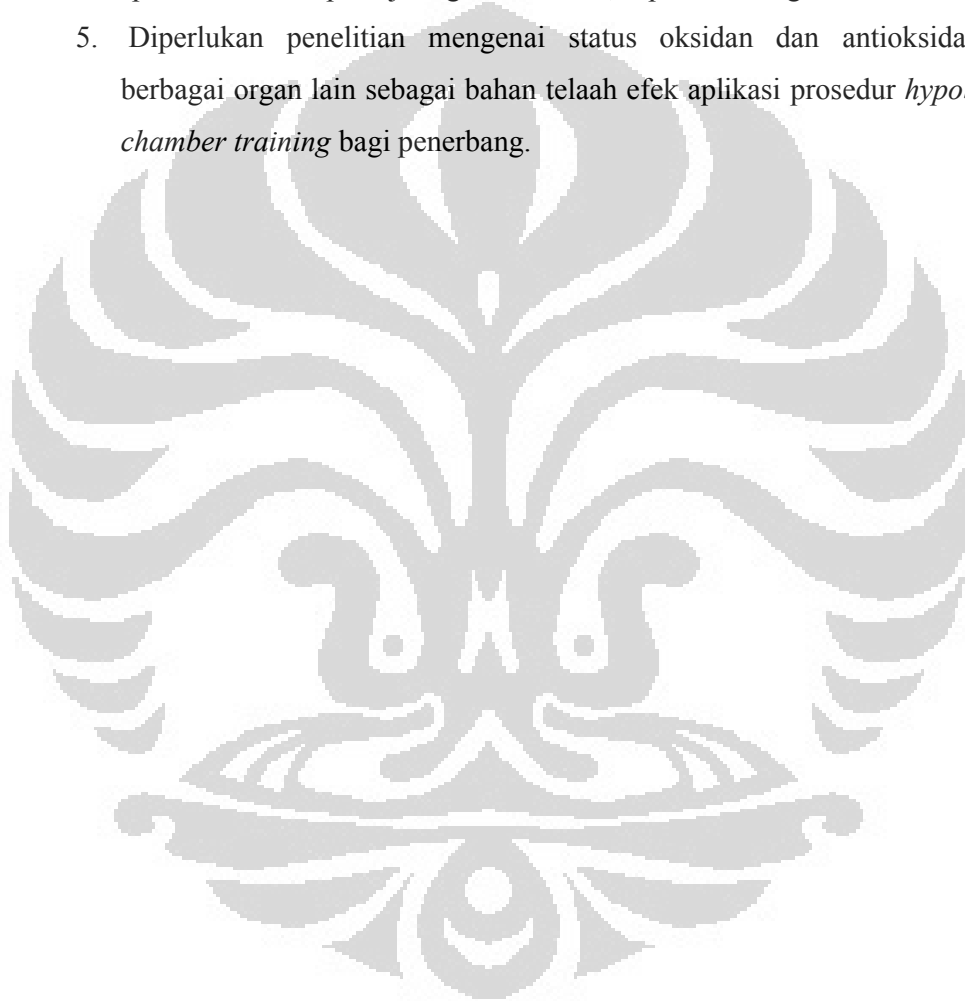 5. Diperlukan penelitian mengenai status oksidan dan
berbagai organ lain sebagai bahan telaah efek aplikasi prosedur
chamber training bagi penerbang.